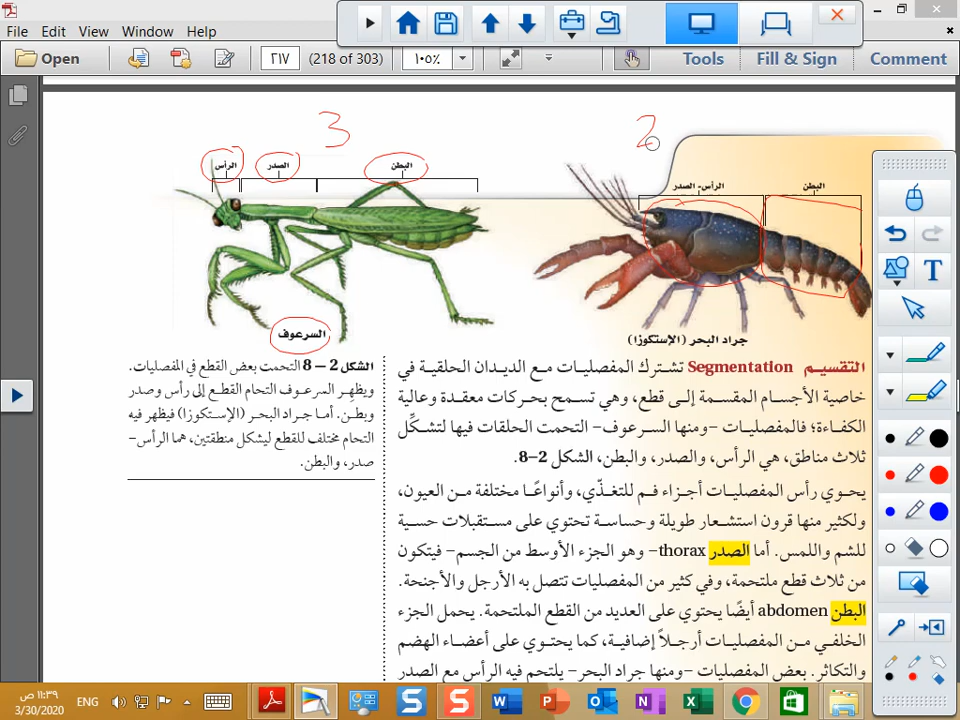 File Edit View Window Help
Open
٢١٧
(218 of 303)
١٠٥٪
Tools
Fill & Sign
Comment
3
2
الرأس
الصدر
البطن
الرأس- الصدر
البطن
السرعوف
جراد البحر (الإستكوزا)
التقسيم Segmentation تشترك المفصليات مع الديدان الحلقية في
خاصية الأجسام المقسمة إلى قطع، وهي تسمح بحركات معقدة وعالية
الكفاءة؛ فالمفصليات -ومنها السرعوف- التحمت الحلقات فيها لتشكِّل
ثلاث مناطق، هي الرأس، والصدر، والبطن، الشكل 2–8.
يحوي رأس المفصليات أجزاء فم للتغذّي، وأنواعًا مختلفة من العيون،
ولكثير منها قرون استشعار طويلة وحساسة تحتوي على مستقبلات حسية
للشم واللمس. أما الصدر thorax- وهو الجزء الأوسط من الجسم- فيتكون
من ثلاث قطع ملتحمة، وفي كثير من المفصليات تتصل به الأرجل والأجنحة.
البطن abdomen أيضًا يحتوي على العديد من القطع الملتحمة. يحمل الجزء
الخلفي من المفصليات أرجلاً إضافية، كما يحتوي على أعضاء الهضم
والتكاثر. بعض المفصليات -ومنها جراد البحر- يلتحم فيه الرأس مع الصدر
الشكل 2 – 8 التحمت بعض القطع في المفصليات.
ويظهِر السرعوف التحام القطع إلى رأس وصدر
وبطن. أما جراد البحر (الإستكوزا) فيظهر فيه
التحام مختلف للقطع ليشكل منطقتين، هما الرأس-
صدر، والبطن.
T
١١:٣٩ ص
3/30/2020
ENG